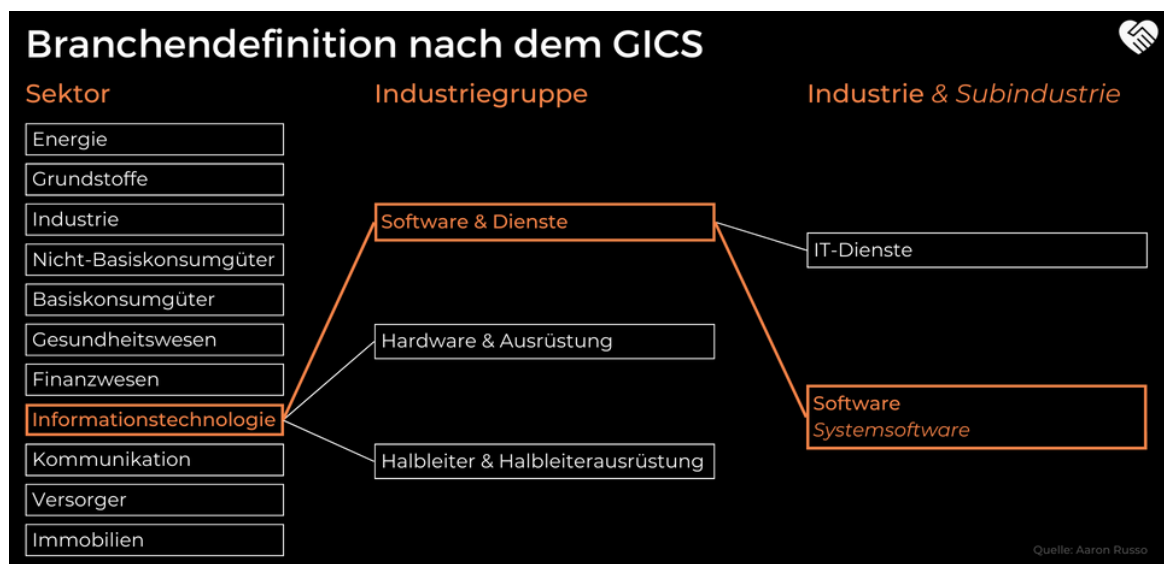 Branchendefinition nach dem GICS
Sektor
Industriegruppe
Industrie & Subindustrie
Energie
Grundstoffe
Industrie
Nicht-Basiskonsumgüter
Basiskonsumgüter
Gesundheitswesen
Finanzwesen
Informationstechnologie
Kommunikation
Versorger
Immobilien
Software & Dienste
Hardware & Ausrüstung
Halbleiter & Halbleiterausrüstung
IT-Dienste
Software
Systemsoftware
Quelle: Aaron Russo